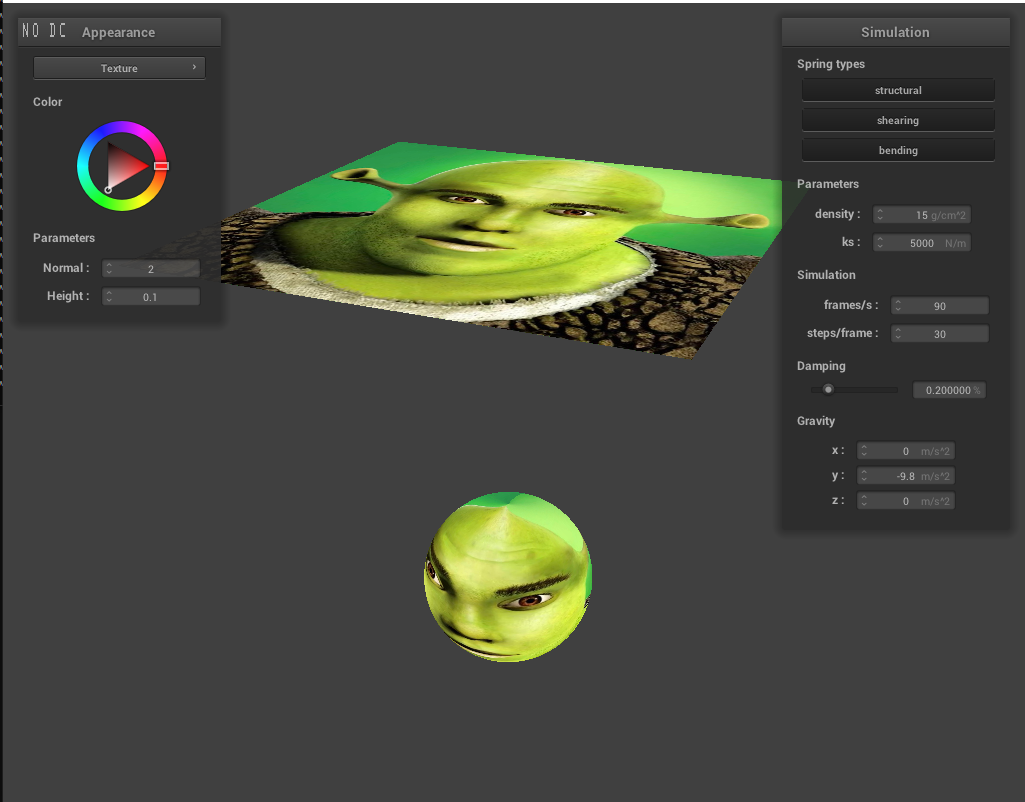 NO DC Appearance
Texture
Color
Parameters
Normal : 2
Height : 0.1
Simulation
Spring types
structural
shearing
bending
Parameters
density : 15 g/cm^2
ks : 5000 N/m
Simulation
frames/s : 90
steps/frame : 30
Damping
0.200000 %
Gravity
x : 0 m/s^2
y : -9.8 m/s^2
z : 0 m/s^2